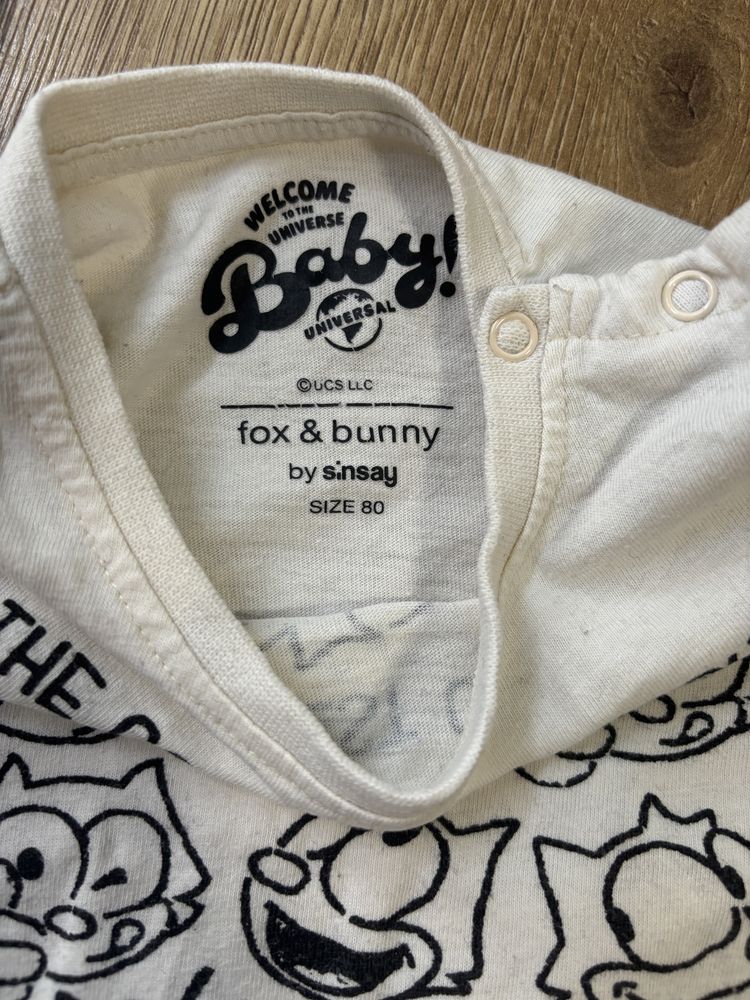 WELCOME
TO THE
UNIVERSE
Baby!
UNIVERSAL
©UCS LLC
fox & bunny
by sinsay
SIZE 80
THE